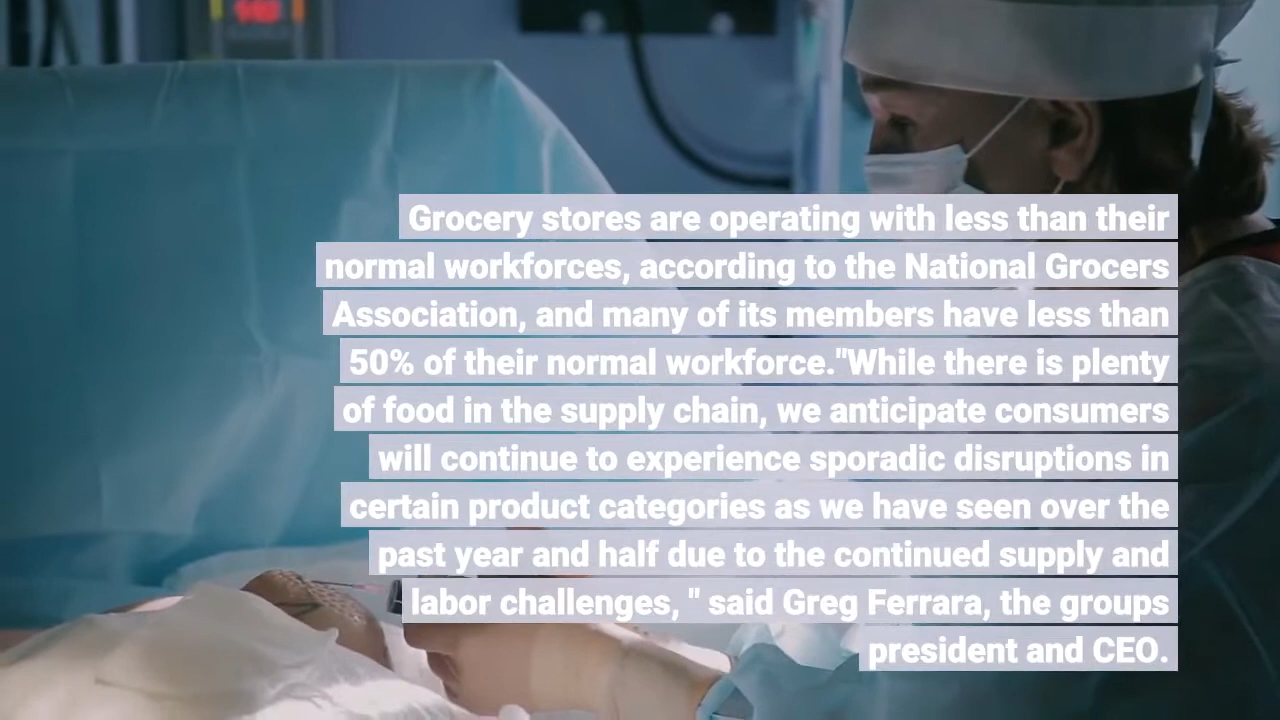 Grocery stores are operating with less than their
normal workforces, according to the National Grocers
Association, and many of its members have less than
50% of their normal workforce."While there is plenty
of food in the supply chain, we anticipate consumers
will continue to experience sporadic disruptions in
certain product categories as we have seen over the
past year and half due to the continued supply and
labor challenges, " said Greg Ferrara, the groups
president and CEO.